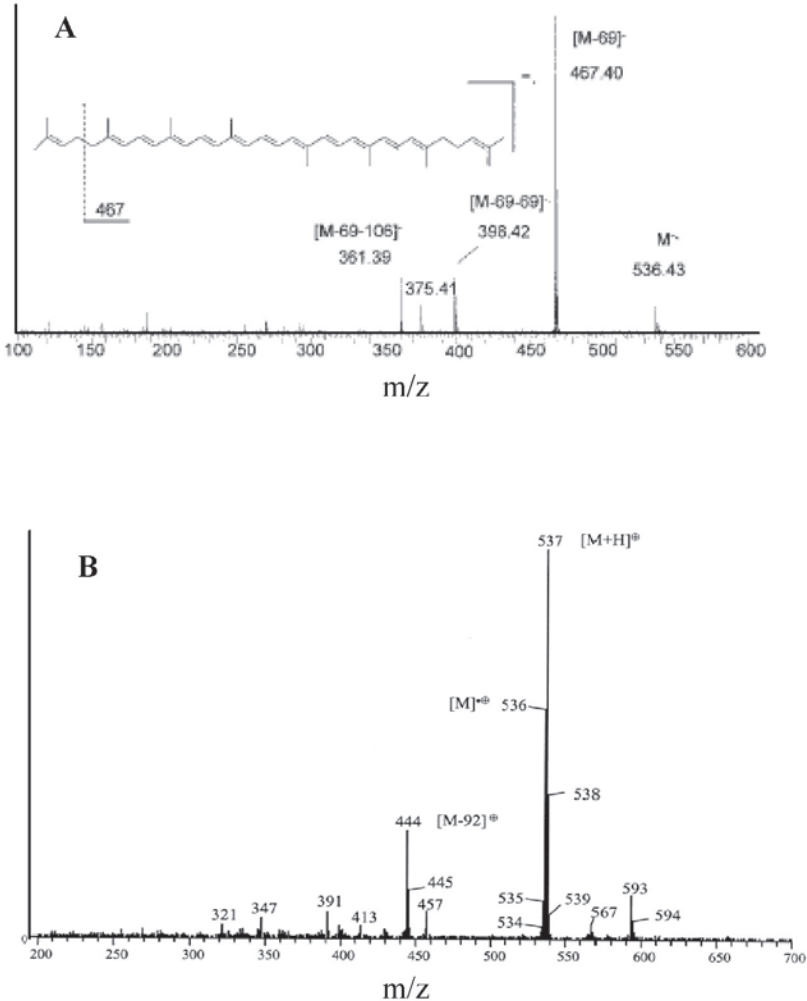 A
[M-69]⁻
467.40
=.
467
[M-69-69]⁻
[M-69-106]⁻
398.42
361.39
375.41
M⁻·
536.43
100 150 200 250 300 350 400 450 500 550 600
m/z
B
537 [M+H]⊕
[M]•⊕ 536
538
444 [M-92]⊕
445
535
593
391
457
539
567
321
347
413
534
594
0
200 250 300 350 400 450 500 550 600 650 700
m/z